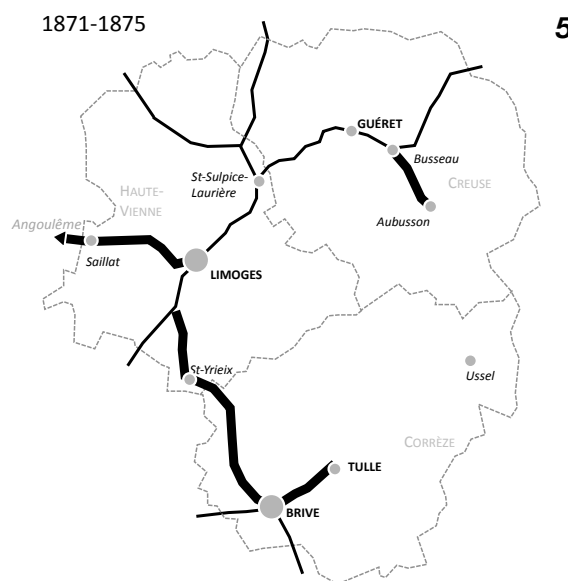 1871-1875
5
GUÉRET
Busseau
St-Sulpice-
Laurière
HAUTE-
VIENNE
CREUSE
Aubusson
Angoulême
Saillat
LIMOGES
St-Yrieix
Ussel
CORRÈZE
TULLE
BRIVE